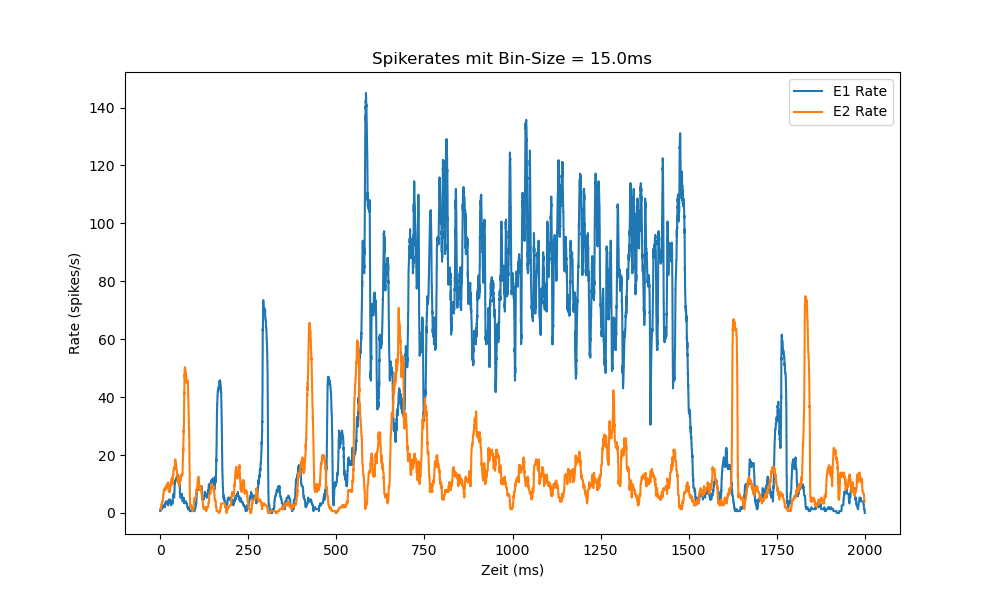 Spikerates mit Bin-Size = 15.0ms
E1 Rate
E2 Rate
140
120
100
80
60
40
20
0
Rate (spikes/s)
0 250 500 750 1000 1250 1500 1750 2000
Zeit (ms)